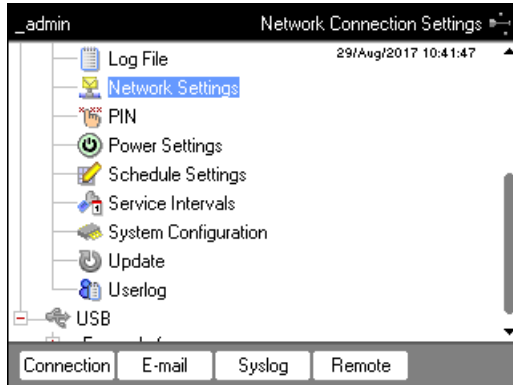 _admin Network Connection Settings
29/Aug/2017 10:41:47
Log File
Network Settings
PIN
Power Settings
Schedule Settings
Service Intervals
System Configuration
Update
Userlog
USB
Connection E-mail Syslog Remote